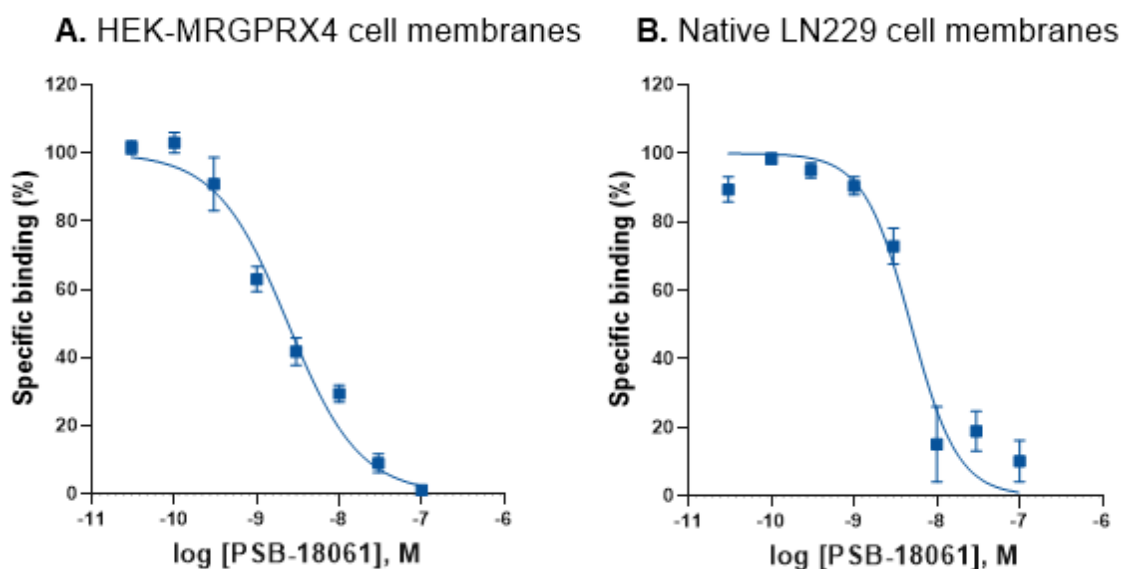 A. HEK-MRGPRX4 cell membranes
120
100
80
60
40
20
0
Specific binding (%)
-11 -10 -9 -8 -7 -6
log [PSB-18061], M
B. Native LN229 cell membranes
120
100
80
60
40
20
0
Specific binding (%)
-11 -10 -9 -8 -7 -6
log [PSB-18061], M